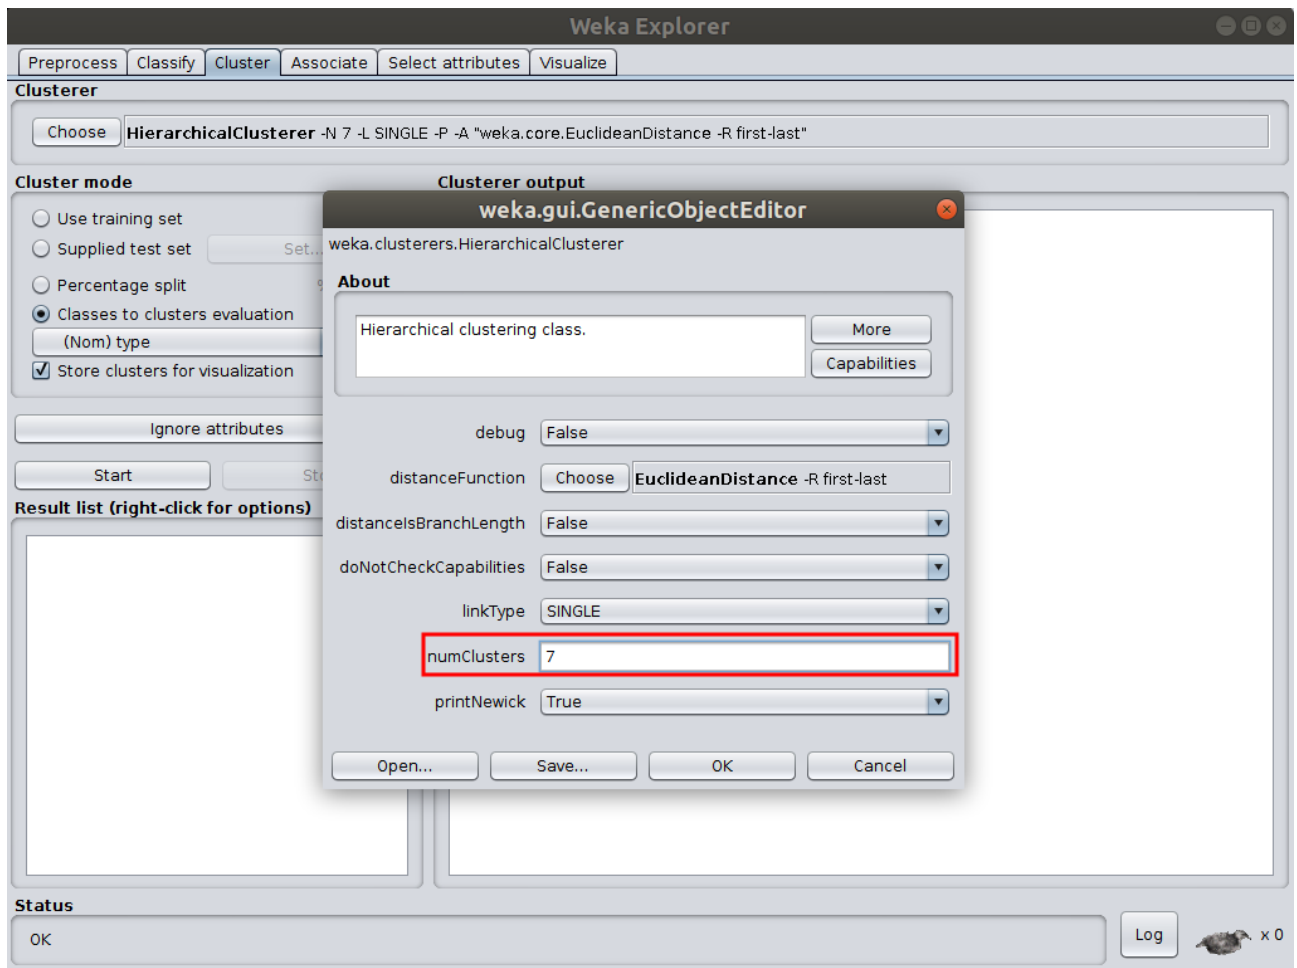 Weka Explorer
Preprocess Classify Cluster Associate Select attributes Visualize
Clusterer
Choose HierarchicalClusterer -N 7 -L SINGLE -P -A "weka.core.EuclideanDistance -R first-last"
Cluster mode
Use training set
Supplied test set Set...
Percentage split
Classes to clusters evaluation
(Nom) type
Store clusters for visualization
Ignore attributes
Start
Result list (right-click for options)
Clusterer output
weka.gui.GenericObjectEditor
weka.clusterers.HierarchicalClusterer
About
Hierarchical clustering class.
More
Capabilities
debug False
distanceFunction Choose EuclideanDistance -R first-last
distanceIsBranchLength False
doNotCheckCapabilities False
linkType SINGLE
numClusters 7
printNewick True
Open... Save... OK Cancel
Status
OK
Log x 0